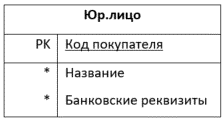 Юр.лицо
PK Код покупателя
* Название
* Банковские реквизиты